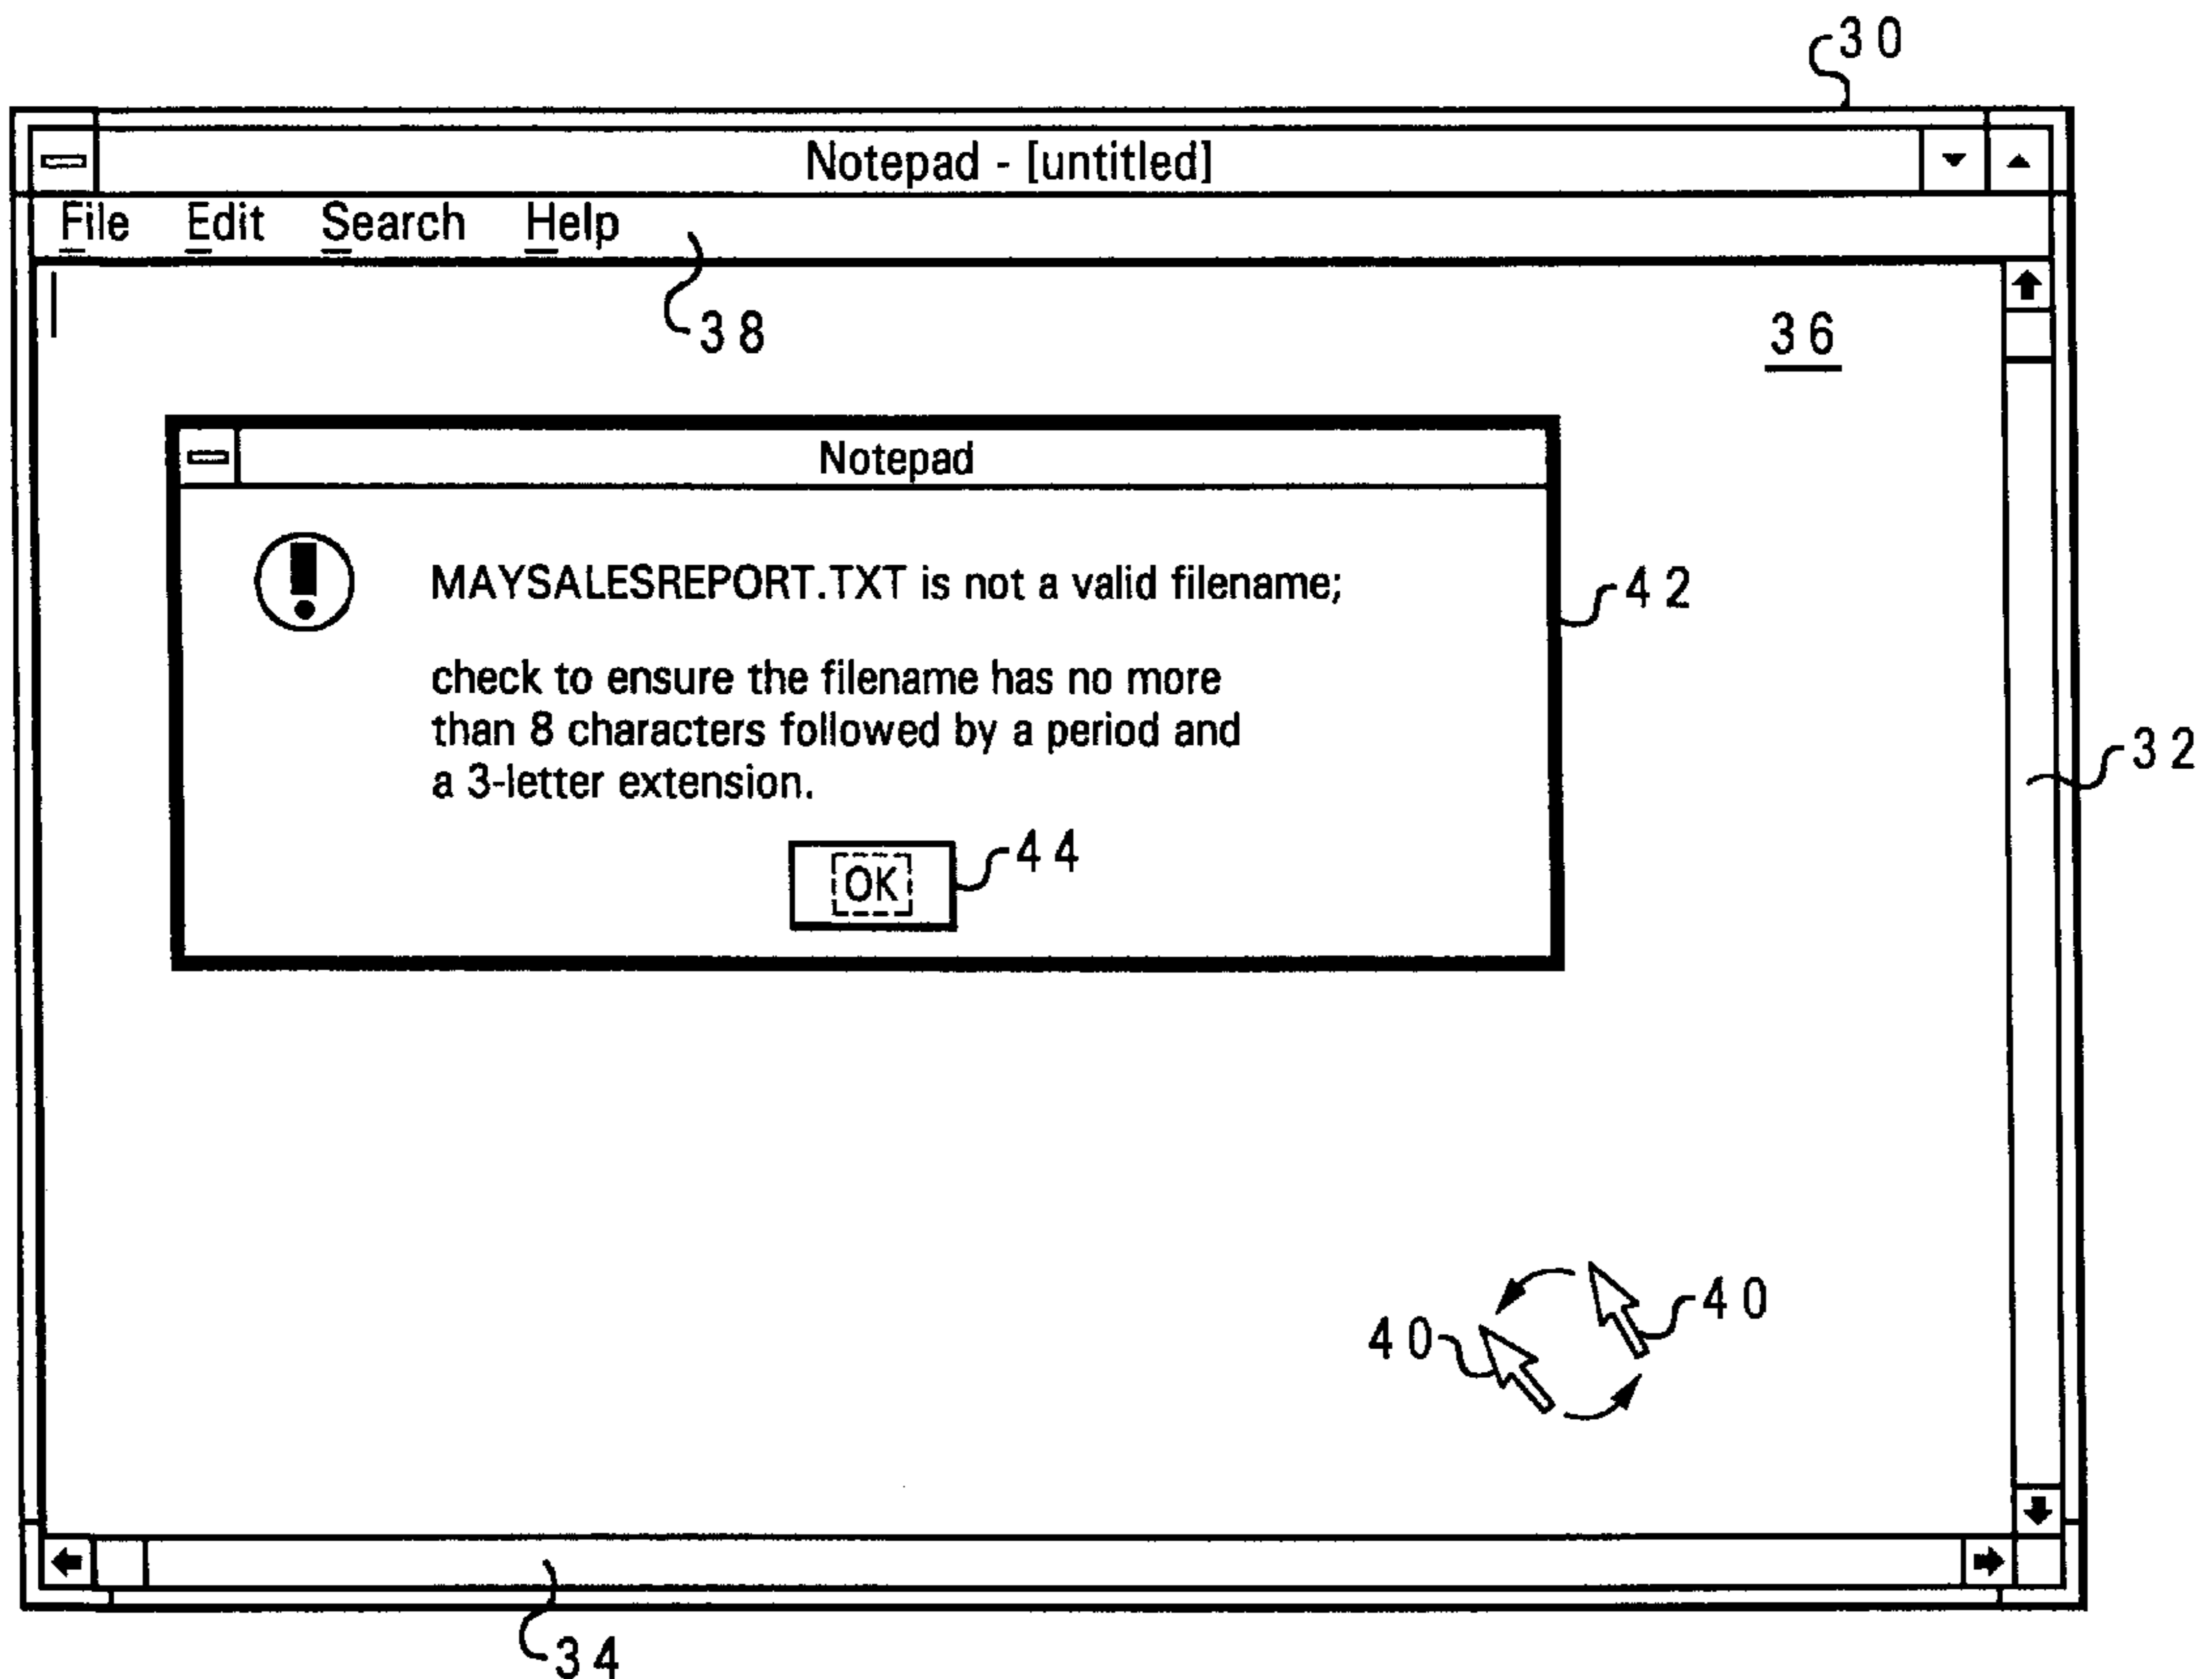 30
Notepad - [untitled]
File Edit Search Help
38
36
Notepad
MAYSALESREPORT.TXT is not a valid filename;
42
check to ensure the filename has no more
than 8 characters followed by a period and
a 3-letter extension.
32
44
OK
40
40
34